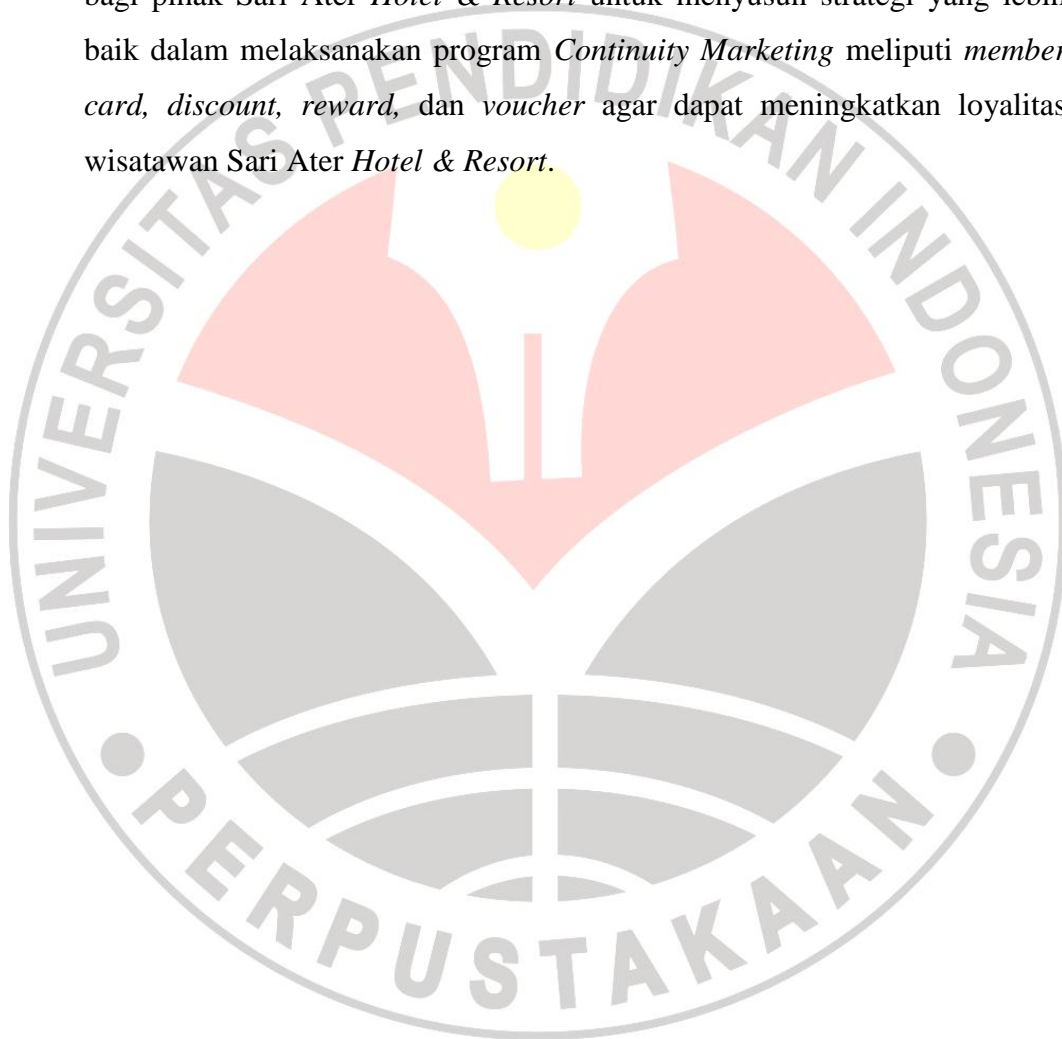 bagi pihak Sari Ater Hotel & Resort untuk menyusun strategi yang lebih
baik dalam melaksanakan program Continuity Marketing meliputi member
card, discount, reward, dan voucher agar dapat meningkatkan loyalitas
wisatawan Sari Ater Hotel & Resort.
UNIVERSITAS PENDIDIKAN INDONESIA
PERPUSTAKAAN